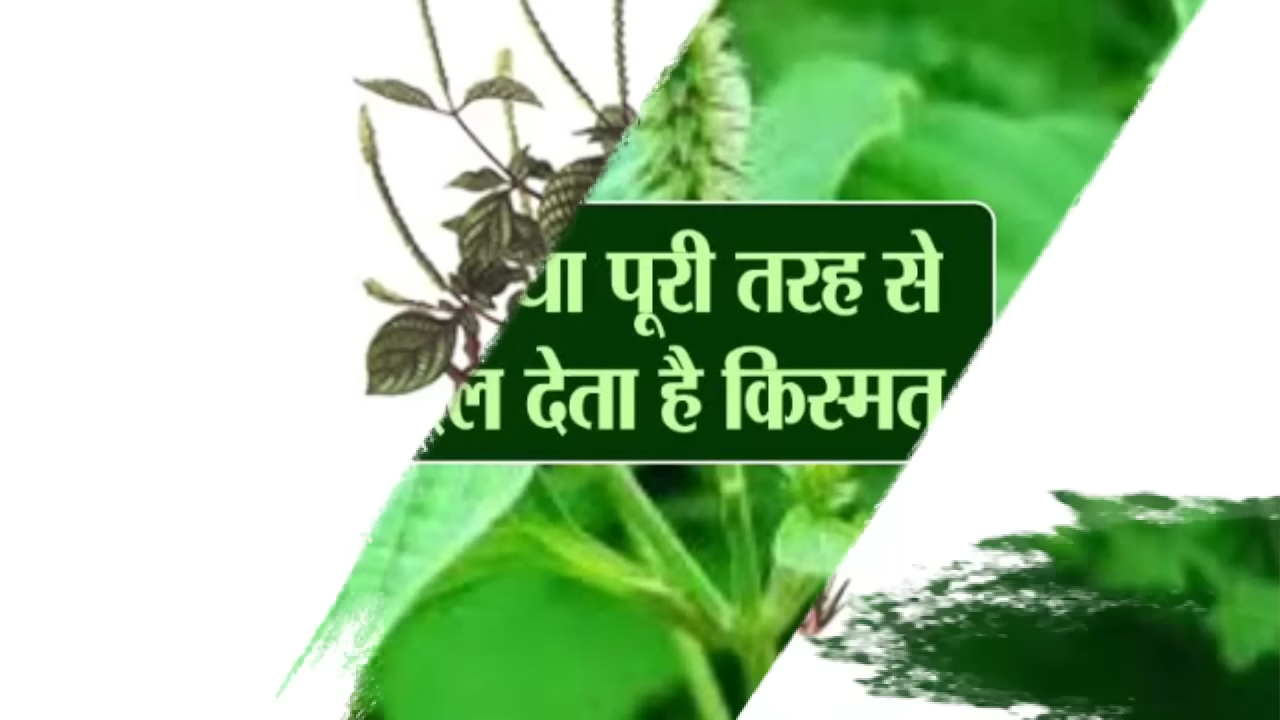 पूरी तरह से
देता है किस्मत